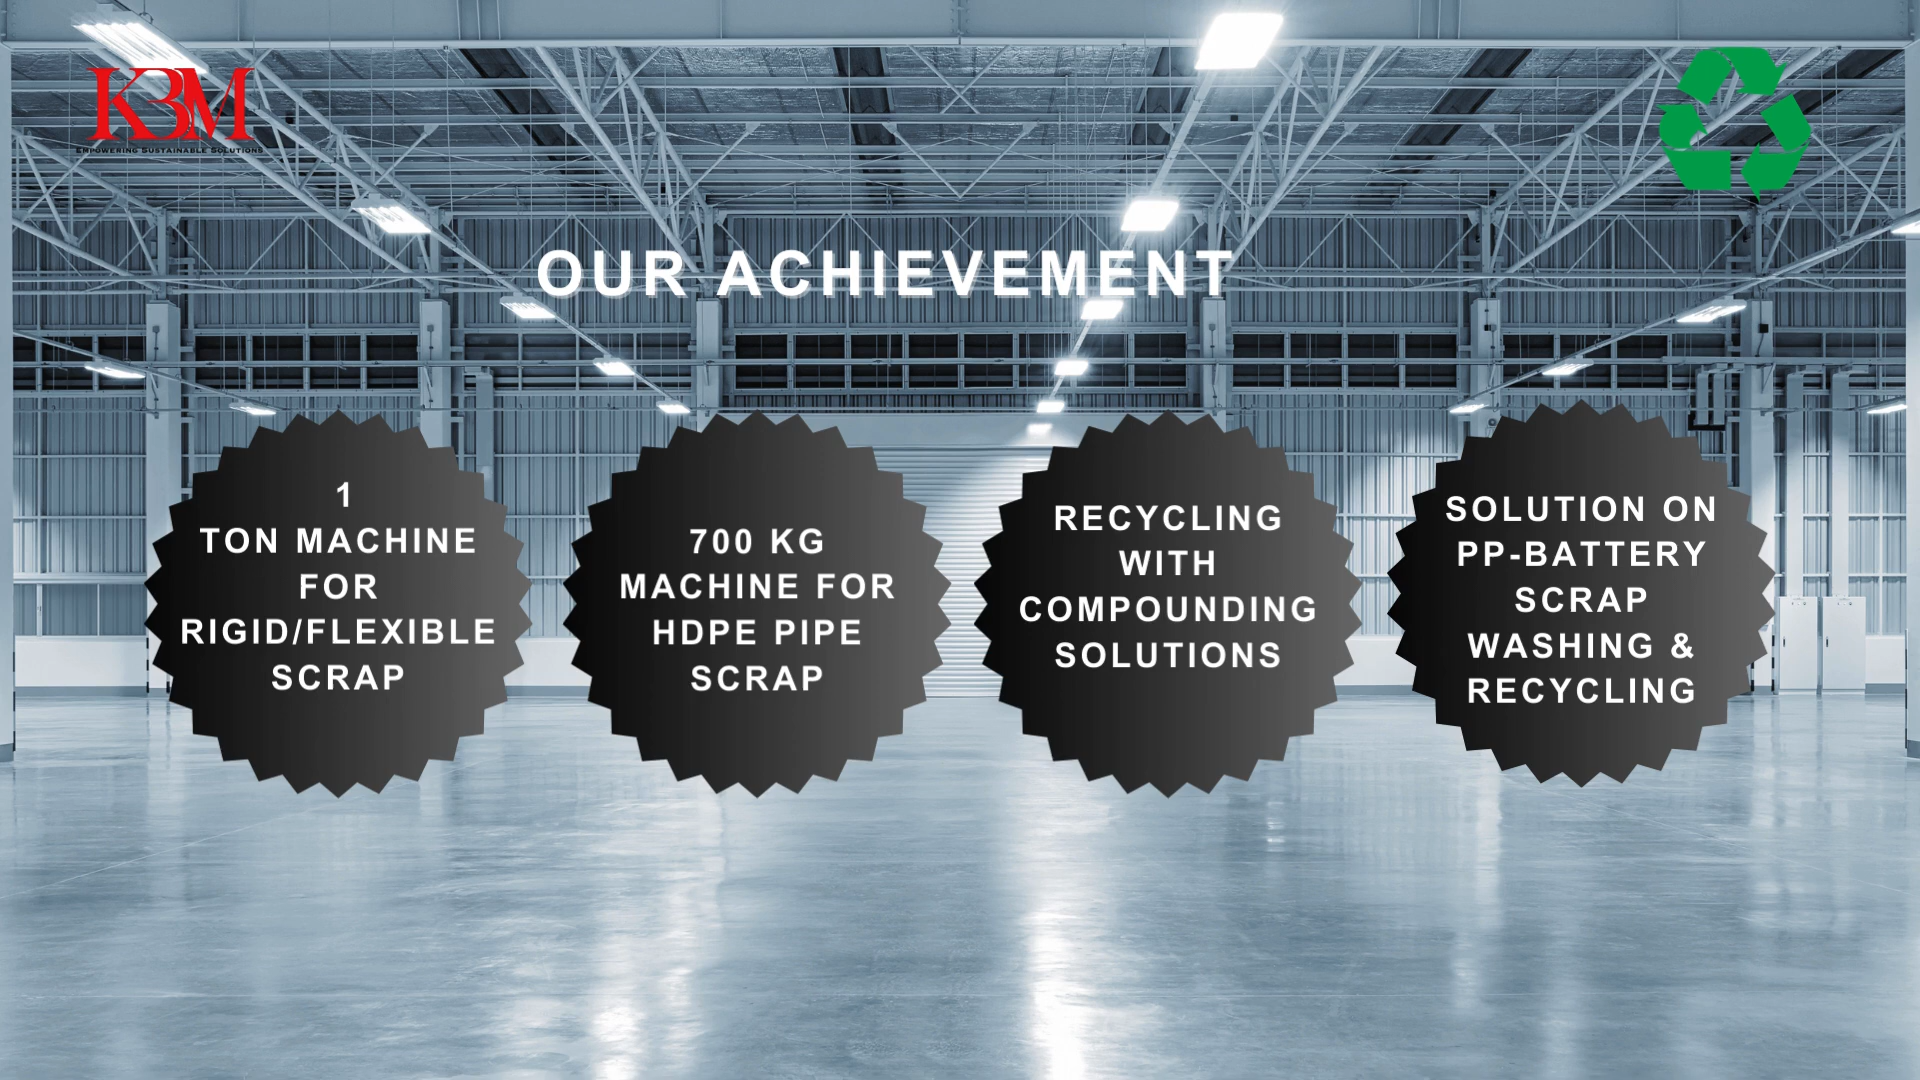 KBM
Empowering Sustainable Solutions
OUR ACHIEVEMENT
1
TON MACHINE
FOR
RIGID/FLEXIBLE
SCRAP
700 KG
MACHINE FOR
HDPE PIPE
SCRAP
RECYCLING
WITH
COMPOUNDING
SOLUTIONS
SOLUTION ON
PP-BATTERY
SCRAP
WASHING &
RECYCLING